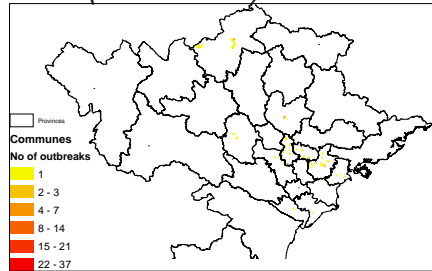 Provinces
Communes
No of outbreaks
1
2 - 3
4 - 7
8 - 14
15 - 21
22 - 37